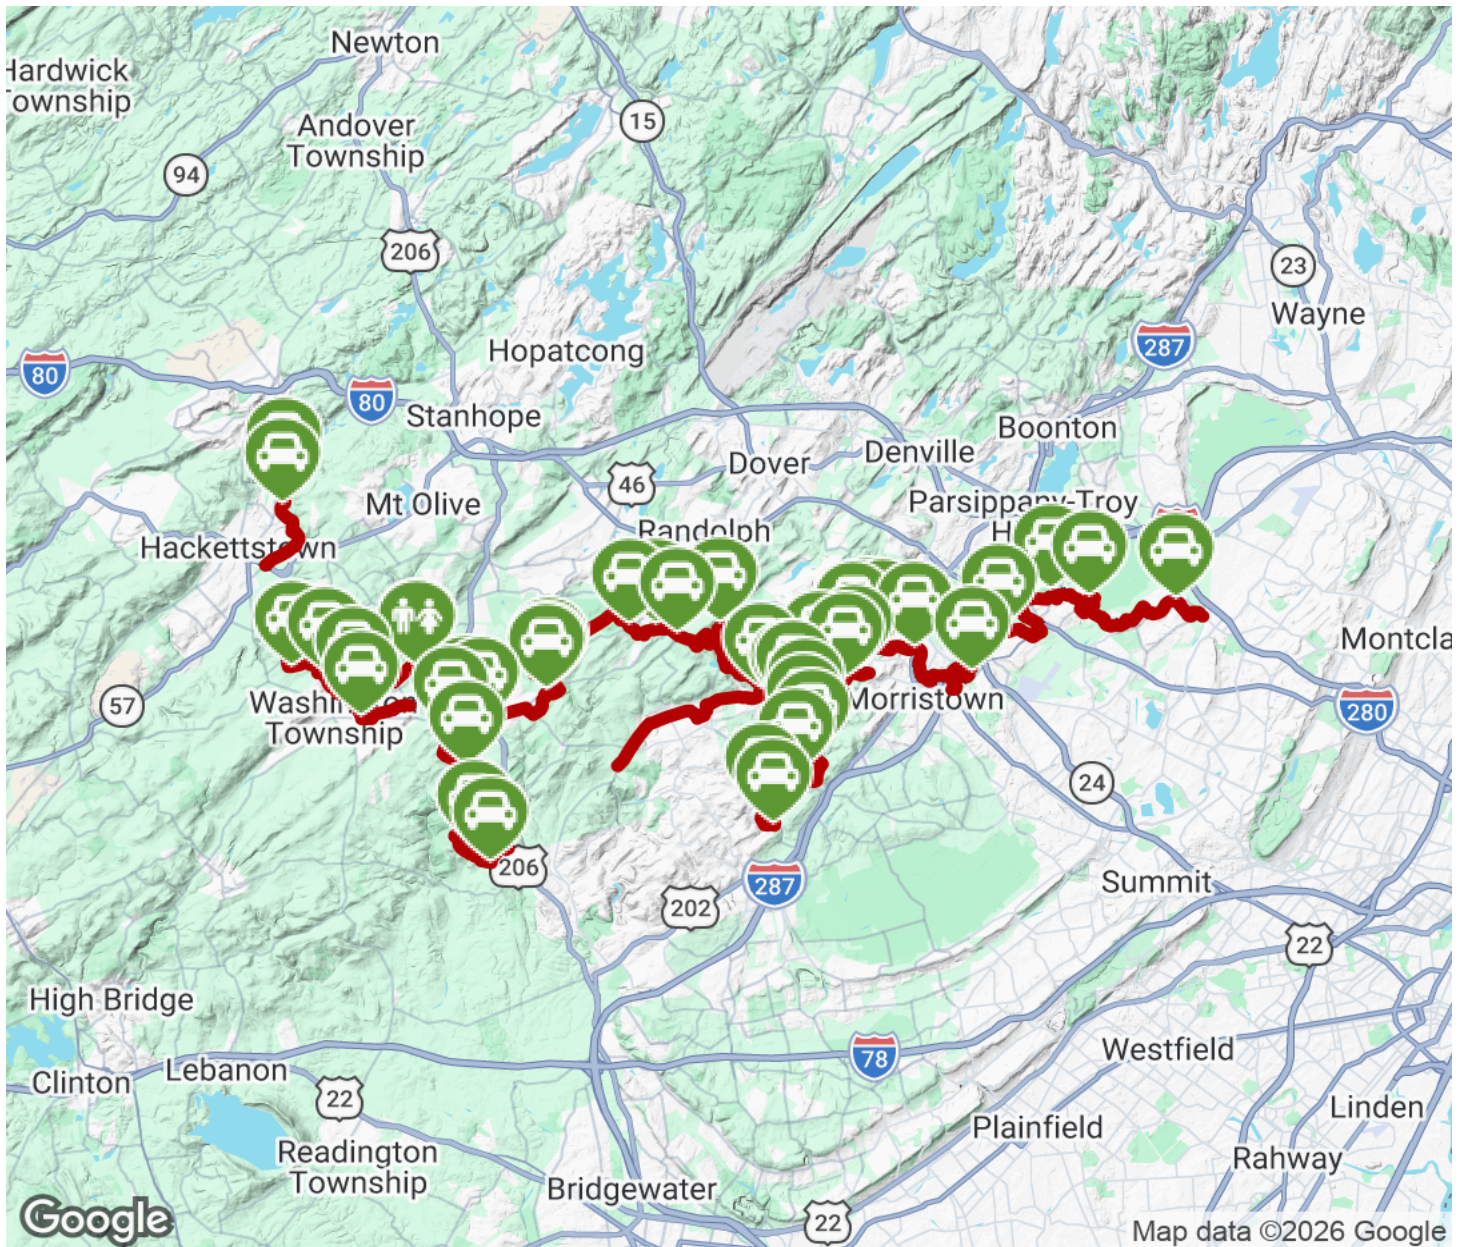 Newton
Hardwick
Township
Andover
Township
15
94
206
23
Wayne
287
Hopatcong
80
80
Stanhope
Boonton
Denville
Dover
46
Mt Olive
Parsippany-Troy
H
Randolph
Hackettstown
Montcla
57
Washington
Township
Morristown
280
24
206
287
Summit
202
22
High Bridge
78
Westfield
Lebanon
Clinton
22
Linden
Plainfield
Readington
Township
Rahway
Bridgewater
22
Google
Map data ©2026 Google